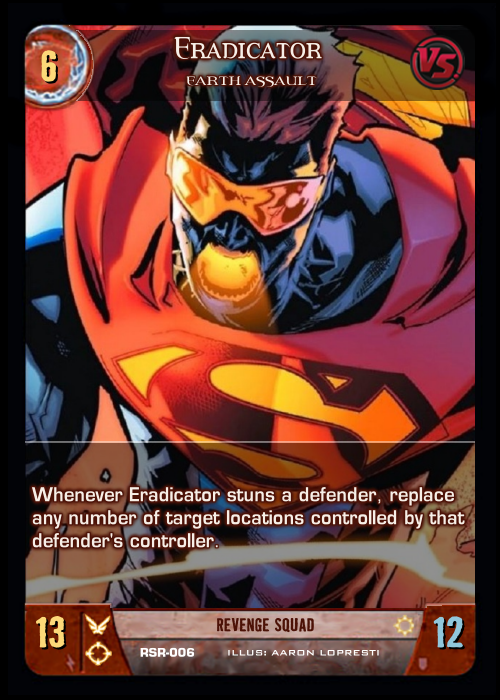 6
ERADICATOR
EARTH ASSAULT
VS
Whenever Eradicator stuns a defender, replace
any number of target locations controlled by that
defender's controller.
13
REVENGE SQUAD
12
RSR-006
ILLUS: AARON LOPRESTI